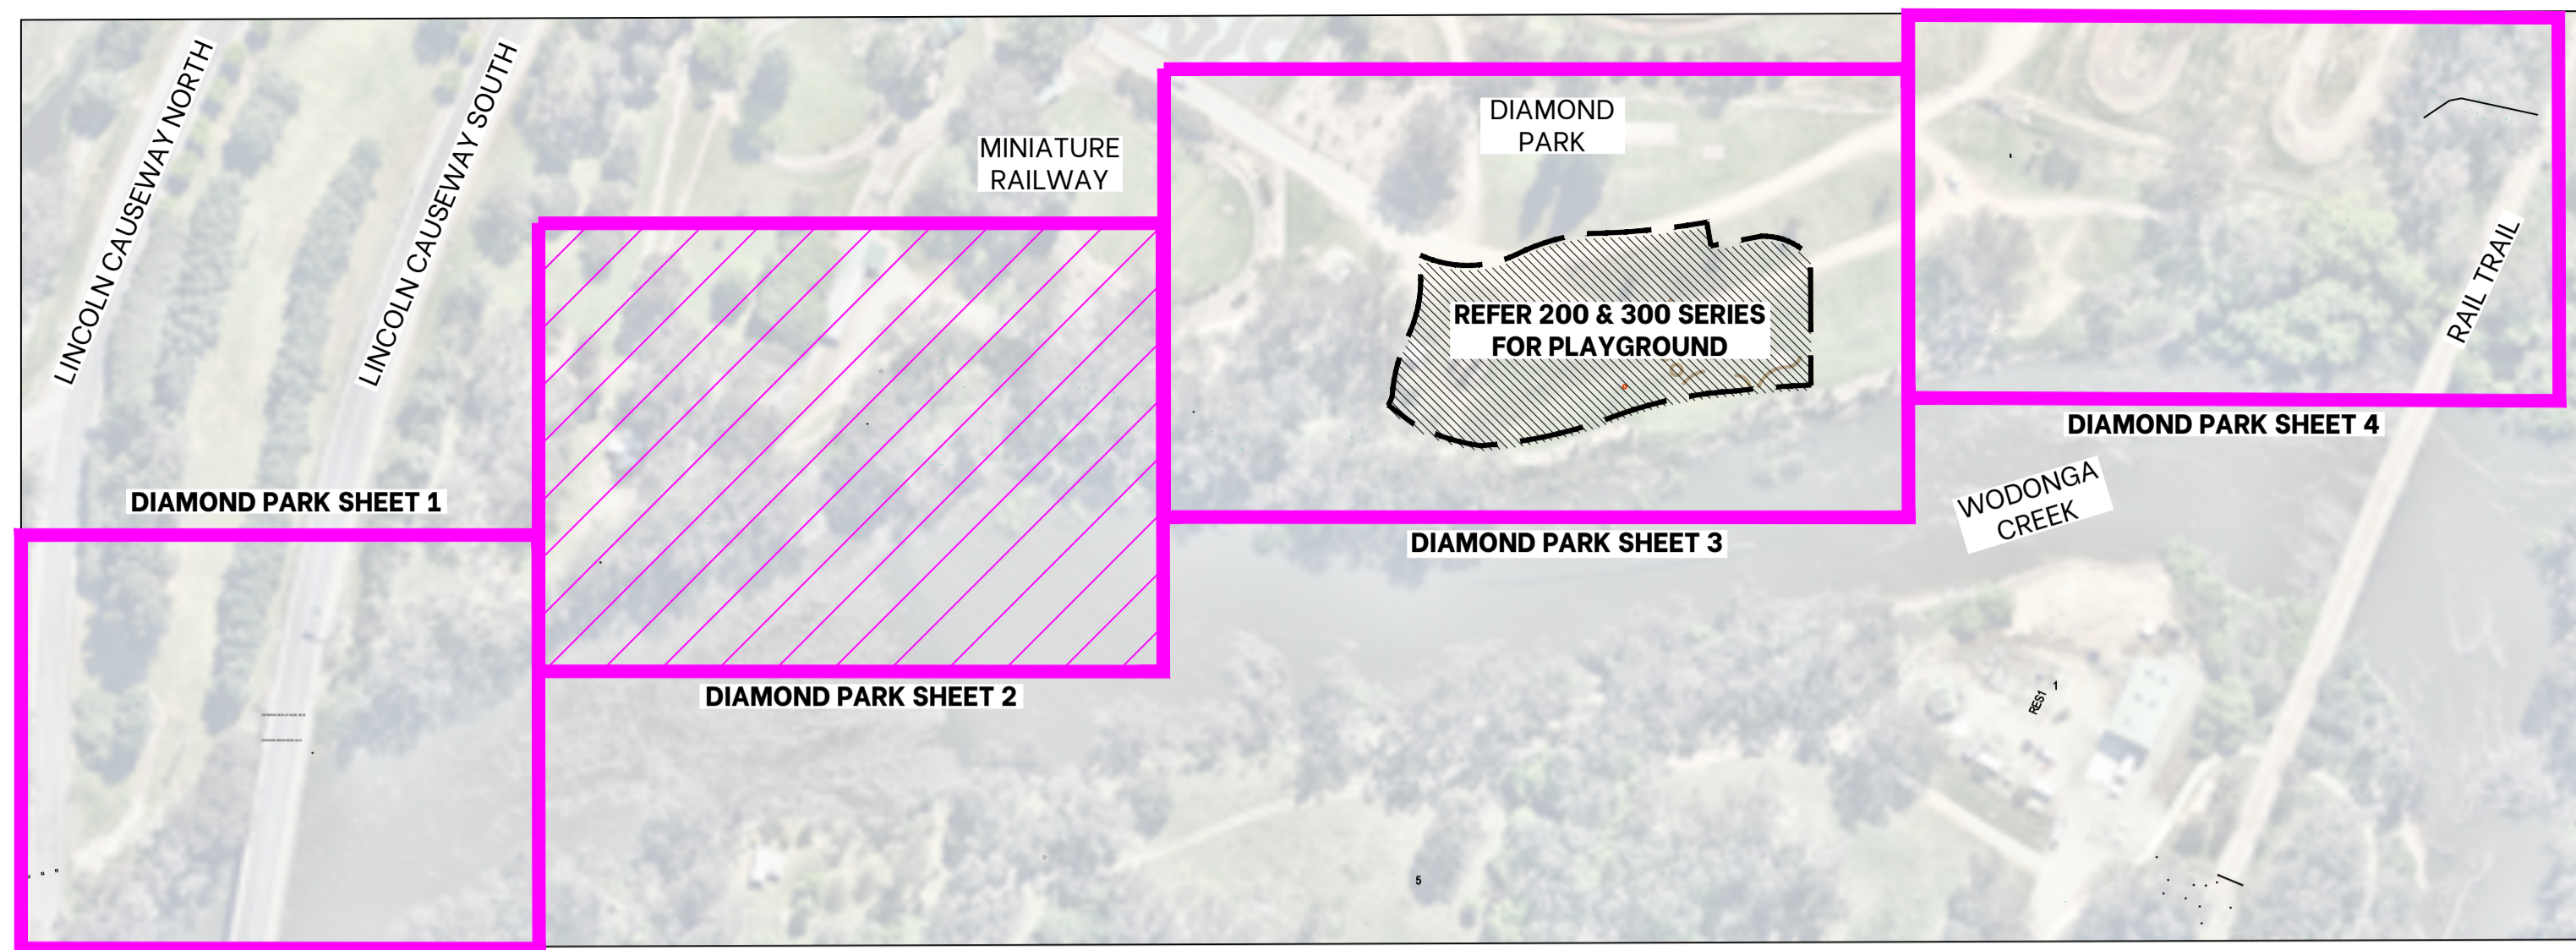 LINCOLN CAUSEWAY NORTH
LINCOLN CAUSEWAY SOUTH
MINIATURE
RAILWAY
DIAMOND
PARK
REFER 200 & 300 SERIES
FOR PLAYGROUND
RAIL TRAIL
DIAMOND PARK SHEET 1
DIAMOND PARK SHEET 2
DIAMOND PARK SHEET 3
DIAMOND PARK SHEET 4
WODONGA
CREEK
RES1
1
5